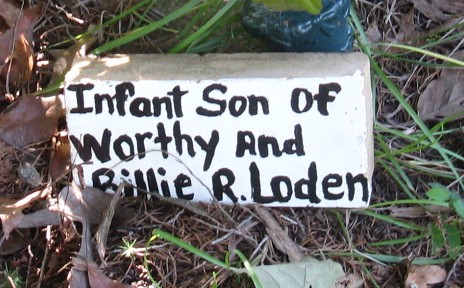 Infant Son Of
Worthy And
Billie R. Loden